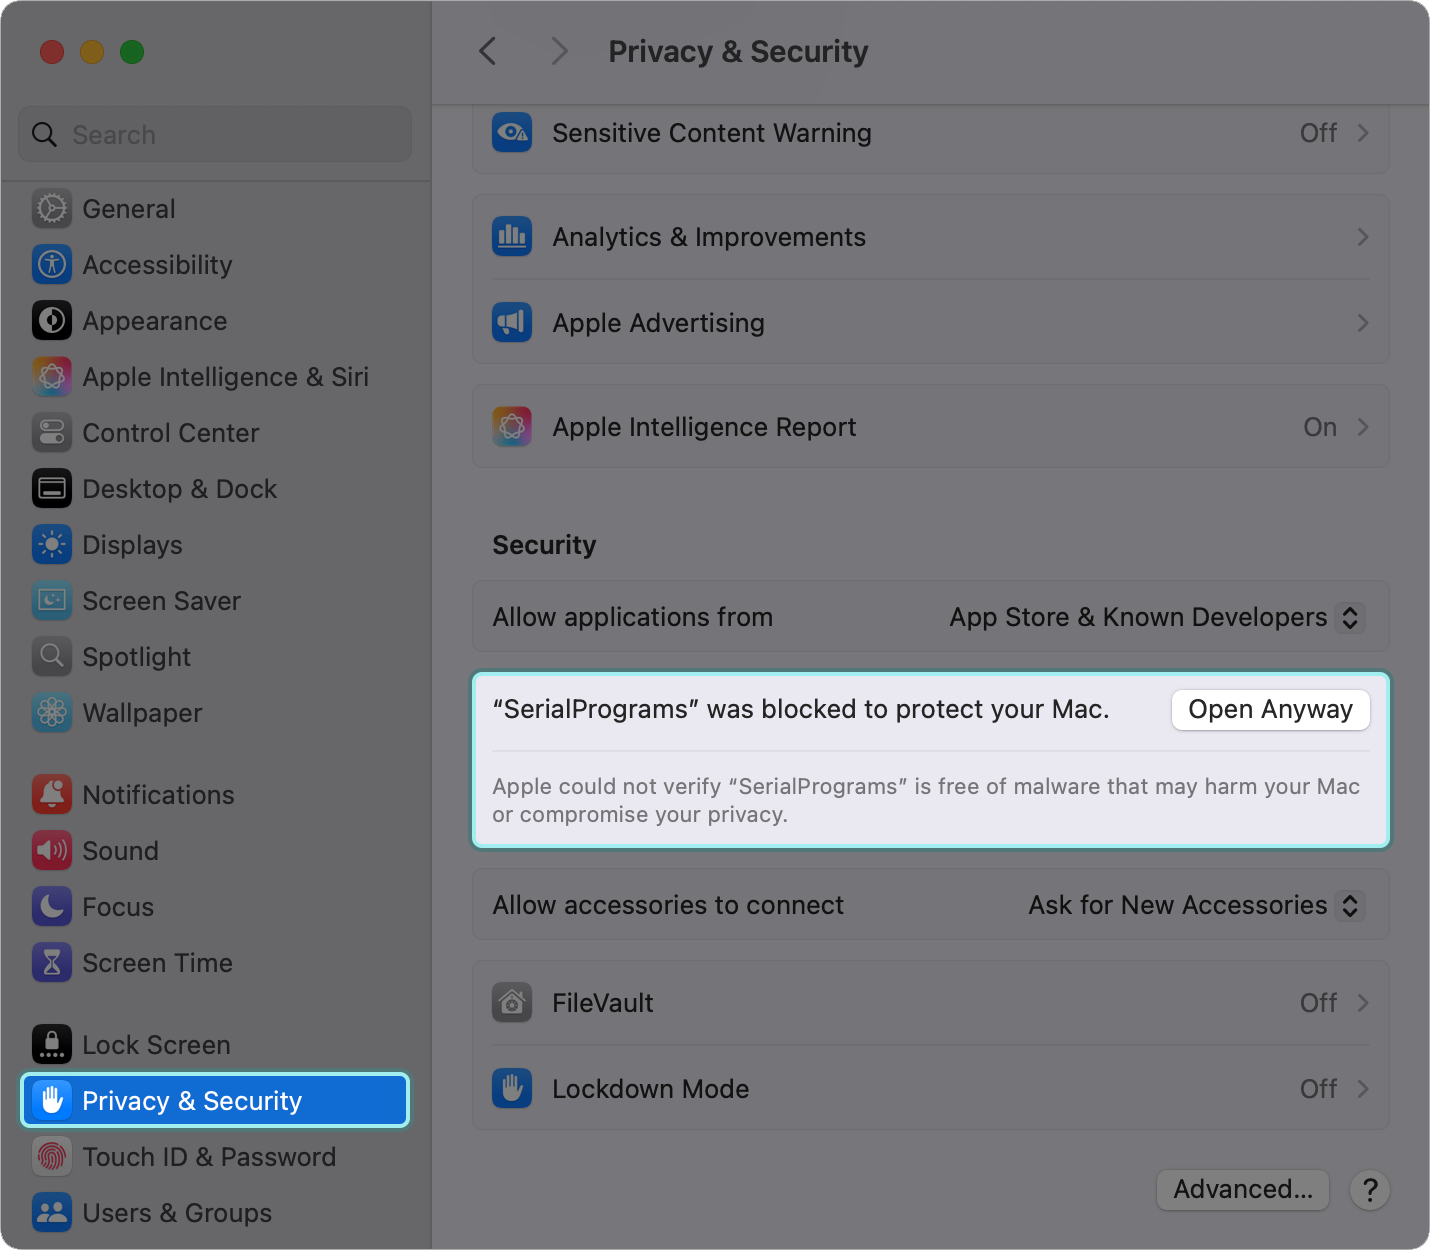 Search
General
Accessibility
Appearance
Apple Intelligence & Siri
Control Center
Desktop & Dock
Displays
Screen Saver
Spotlight
Wallpaper
Notifications
Sound
Focus
Screen Time
Lock Screen
Privacy & Security
Touch ID & Password
Users & Groups
Privacy & Security
Sensitive Content Warning Off
Analytics & Improvements
Apple Advertising
Apple Intelligence Report On
Security
Allow applications from App Store & Known Developers
“SerialPrograms” was blocked to protect your Mac. Open Anyway
Apple could not verify “SerialPrograms” is free of malware that may harm your Mac
or compromise your privacy.
Allow accessories to connect Ask for New Accessories
FileVault Off
Lockdown Mode Off
Advanced... ?